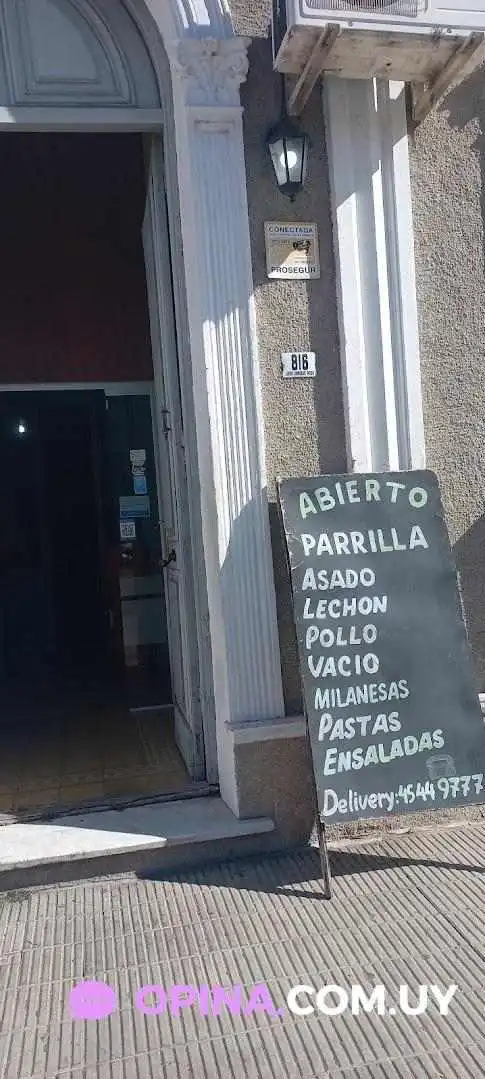 CONECTADA
PROSEGUR
816
ABIERTO
PARRILLA
ASADO
LECHON
POLLO
VACIO
MILANESAS
PASTAS
ENSALADAS
Delivery:4544 9777
OPINA.COM.UY